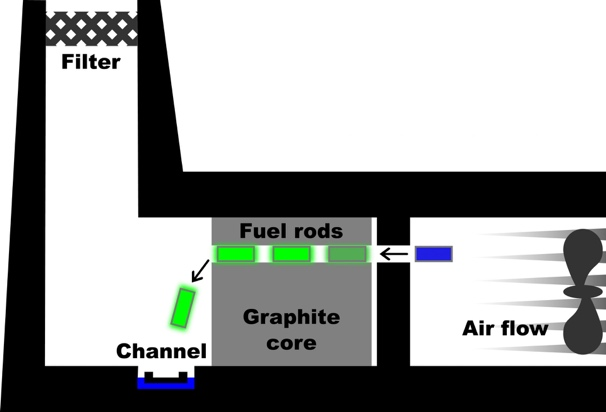 Filter
Fuel rods
Graphite
core
Air flow
Channel